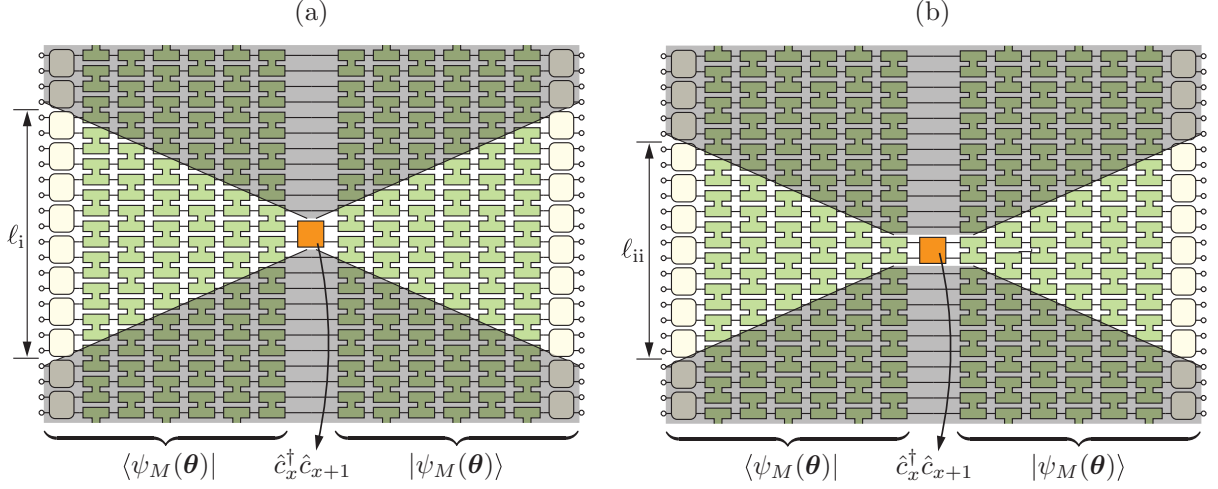 (a) (b)
ℓ_i ℓ_ii
⟨ψ_M(θ)| ĉ†_x ĉ_{x+1} |ψ_M(θ)⟩ ⟨ψ_M(θ)| ĉ†_x ĉ_{x+1} |ψ_M(θ)⟩